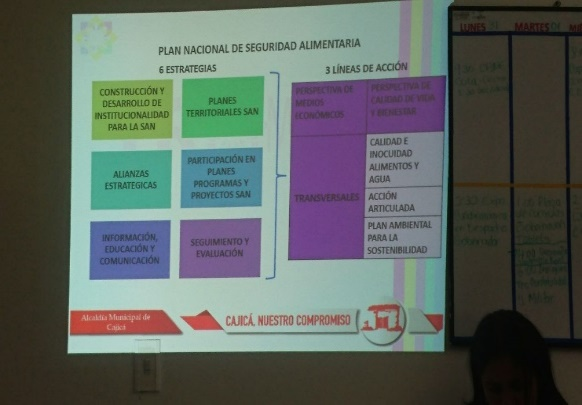 PLAN NACIONAL DE SEGURIDAD ALIMENTARIA
6 ESTRATEGIAS
CONSTRUCCIÓN Y
DESARROLLO DE
INSTITUCIONALIDAD
PARA LA SAN
PLANES
TERRITORIALES SAN
ALIANZAS
ESTRATEGICAS
PARTICIPACIÓN EN
PLANES
PROGRAMAS Y
PROYECTOS SAN
INFORMACIÓN,
EDUCACIÓN Y
COMUNICACIÓN
SEGUIMIENTO Y
EVALUACIÓN
3 LÍNEAS DE ACCIÓN
PERSPECTIVA DE
MEDIOS
ECONÓMICOS
PERSPECTIVA DE
CALIDAD DE VIDA
Y BIENESTAR
TRANSVERSALES
CALIDAD E
INOCUIDAD
ALIMENTOS Y
AGUA
ACCIÓN
ARTICULADA
PLAN AMBIENTAL
PARA LA
SOSTENIBILIDAD
Alcaldía Municipal de
Cajicá
CAJICÁ, NUESTRO COMPROMISO
LUNES
MARTES